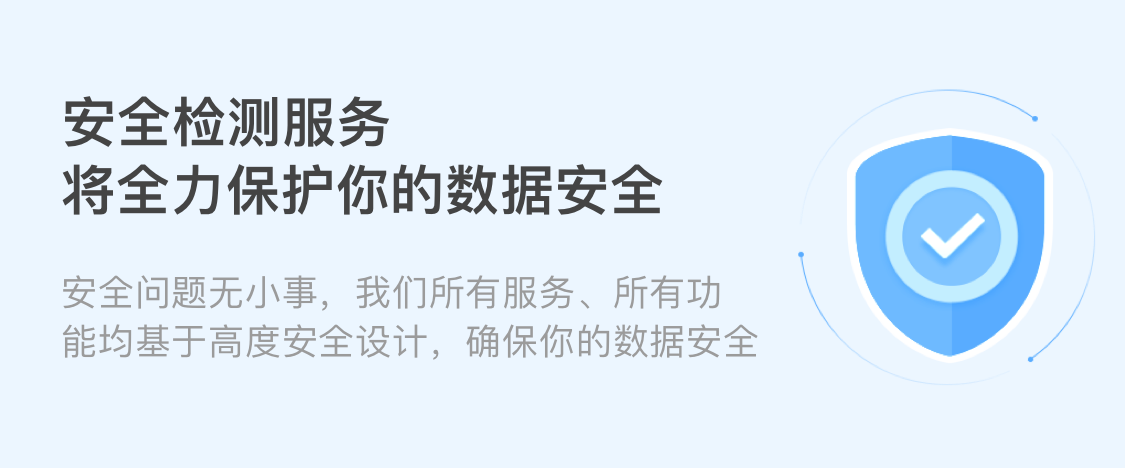 安全检测服务
将全力保护你的数据安全
安全问题无小事，我们所有服务、所有功
能均基于高度安全设计，确保你的数据安全